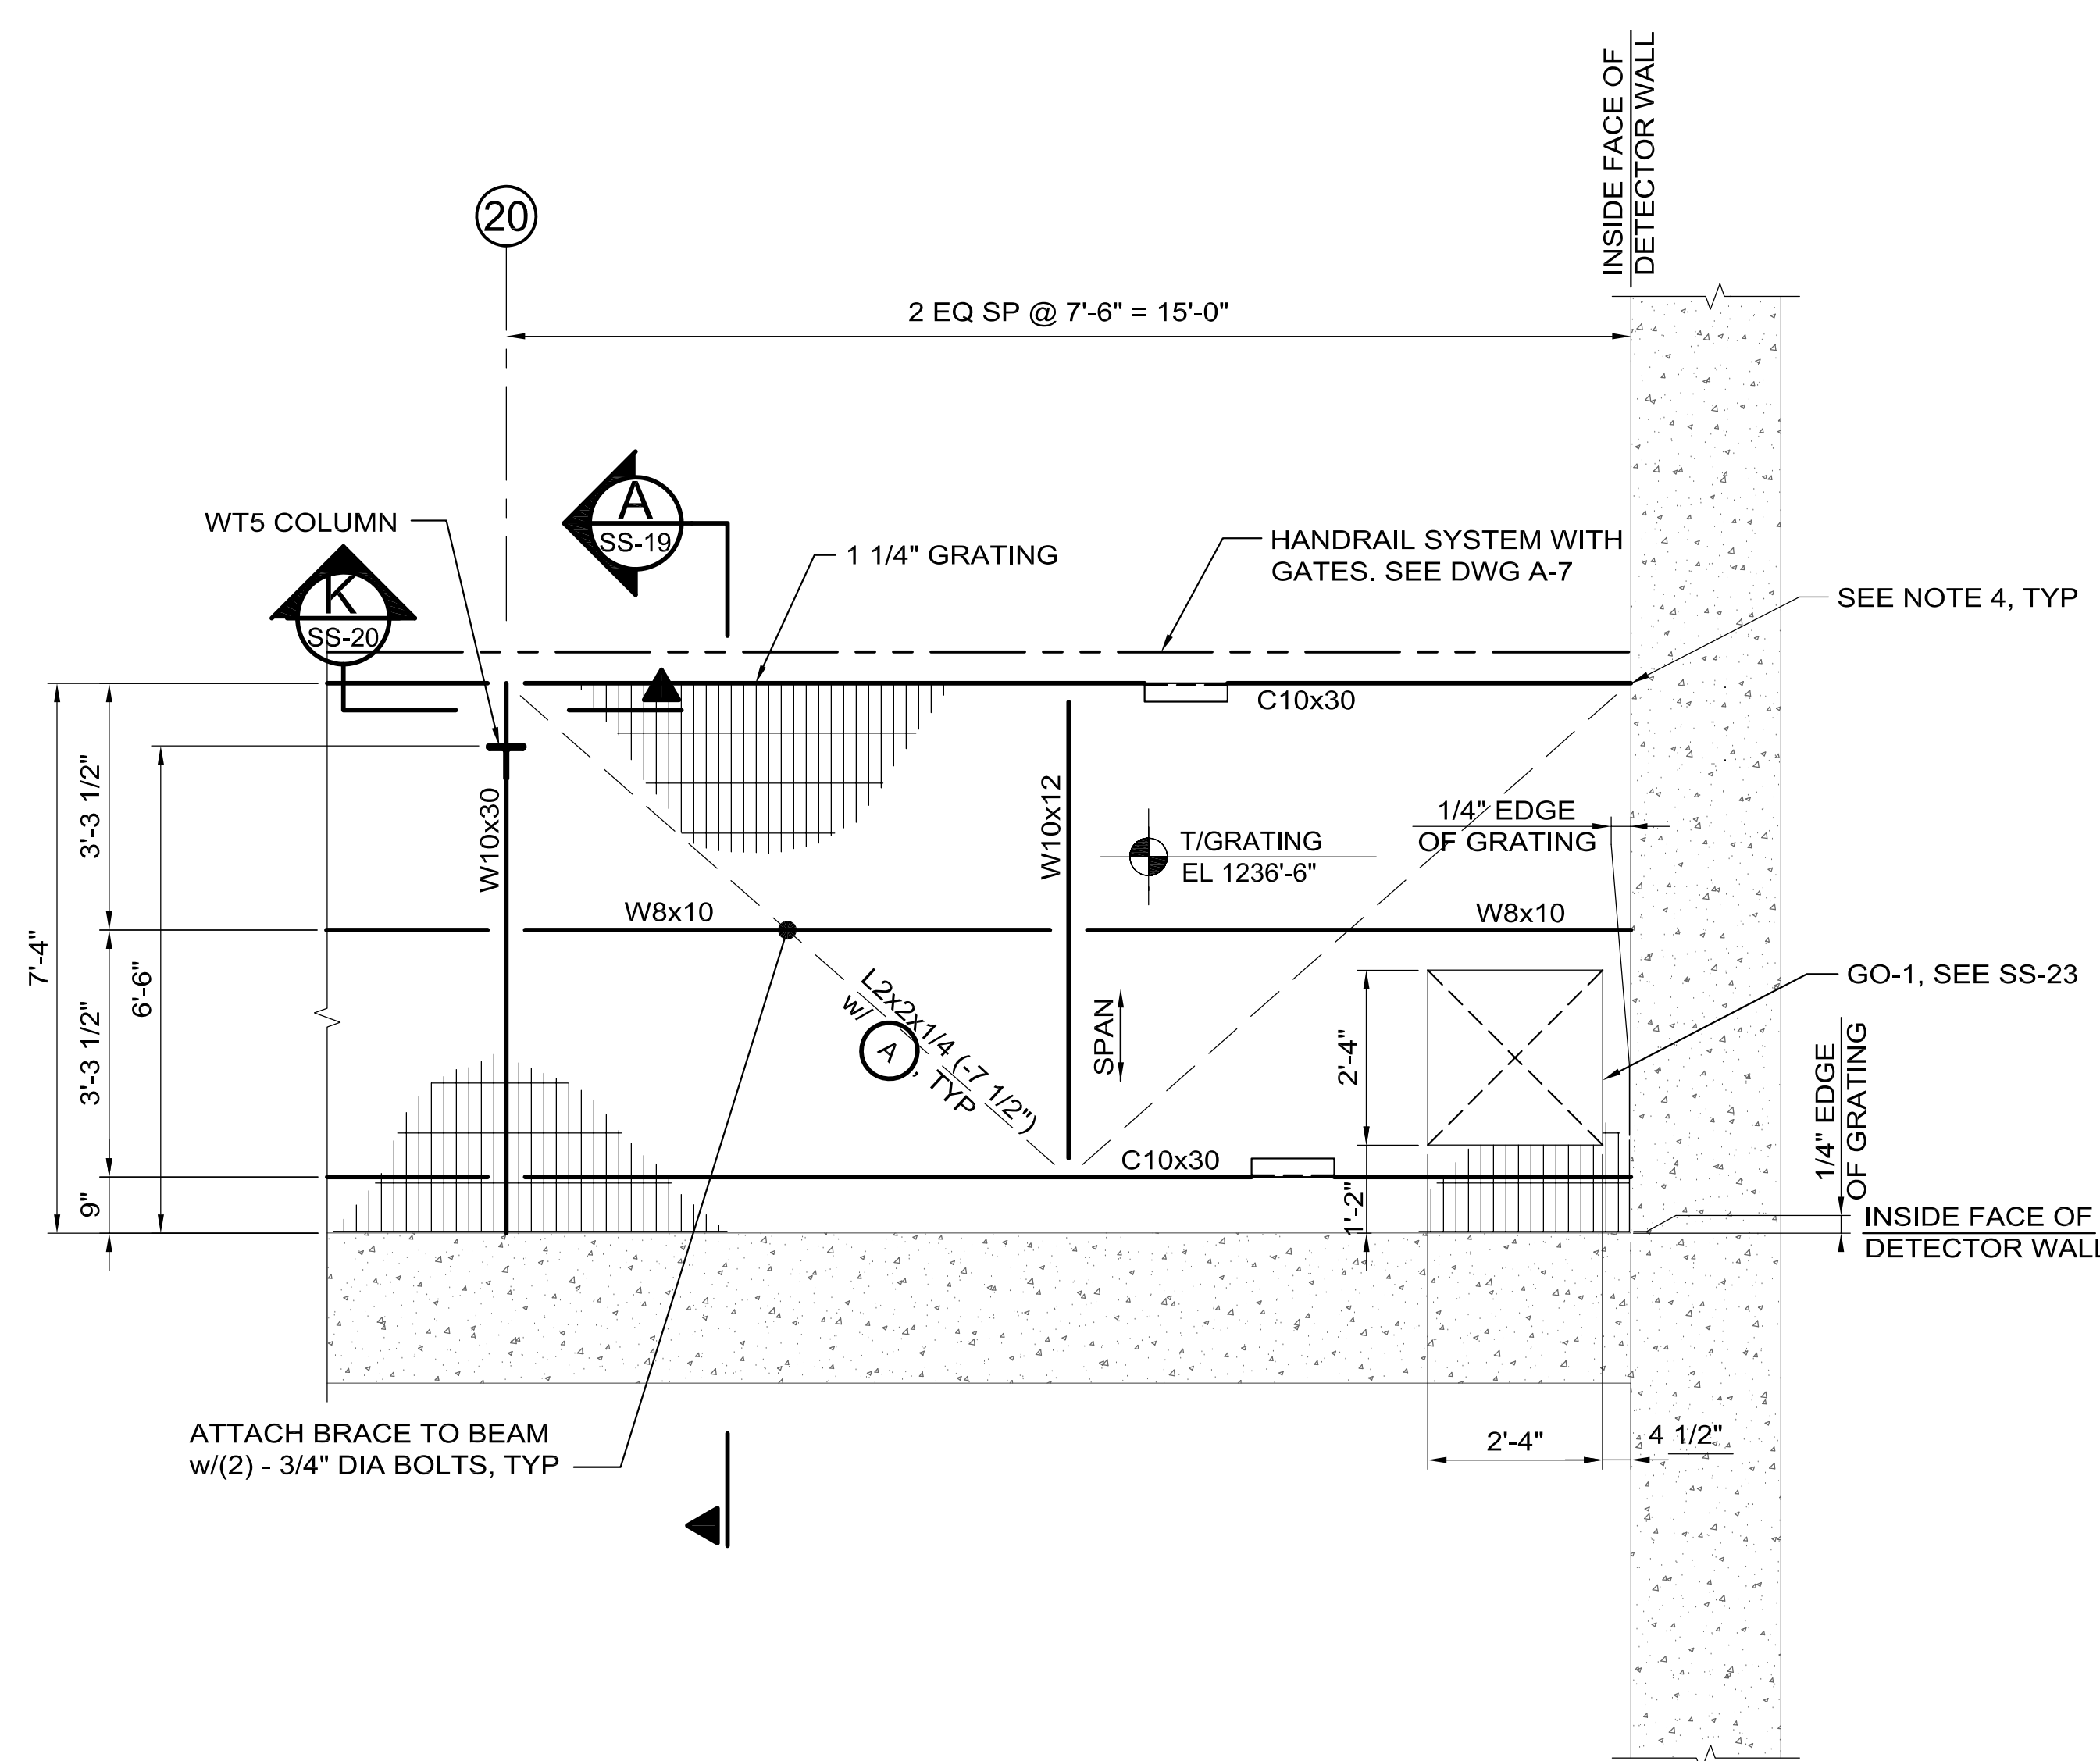 INSIDE FACE OF
DETECTOR WALL
20
2 EQ SP @ 7'-6" = 15'-0"
A
SS-19
WT5 COLUMN
1 1/4" GRATING
HANDRAIL SYSTEM WITH
GATES. SEE DWG A-7
K
SS-20
SEE NOTE 4, TYP
C10x30
3'-3 1/2"
W10x30
W10x12
1/4" EDGE
OF GRATING
T/GRATING
EL 1236'-6"
W8x10
W8x10
7'-4"
6'-6"
3'-3 1/2"
L2x2x1/4 (-7 1/2")
w/ A , TYP
SPAN
2'-4"
GO-1, SEE SS-23
1/4" EDGE
OF GRATING
C10x30
9"
1'-2"
INSIDE FACE OF
DETECTOR WALL
ATTACH BRACE TO BEAM
w/(2) - 3/4" DIA BOLTS, TYP
2'-4"
4 1/2"